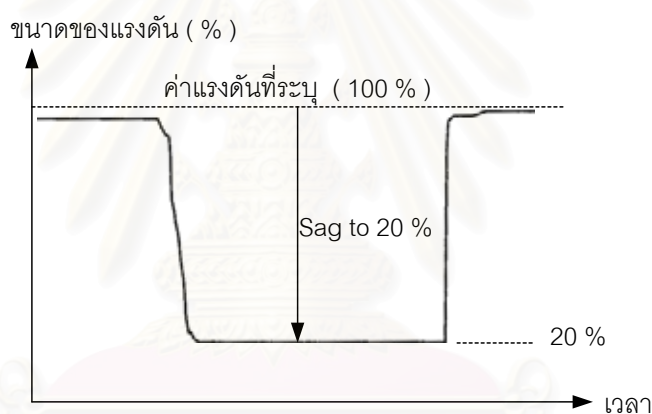 ขนาดของแรงดัน ( % )
ค่าแรงดันที่ระบุ ( 100 % )
Sag to 20 %
20 %
เวลา